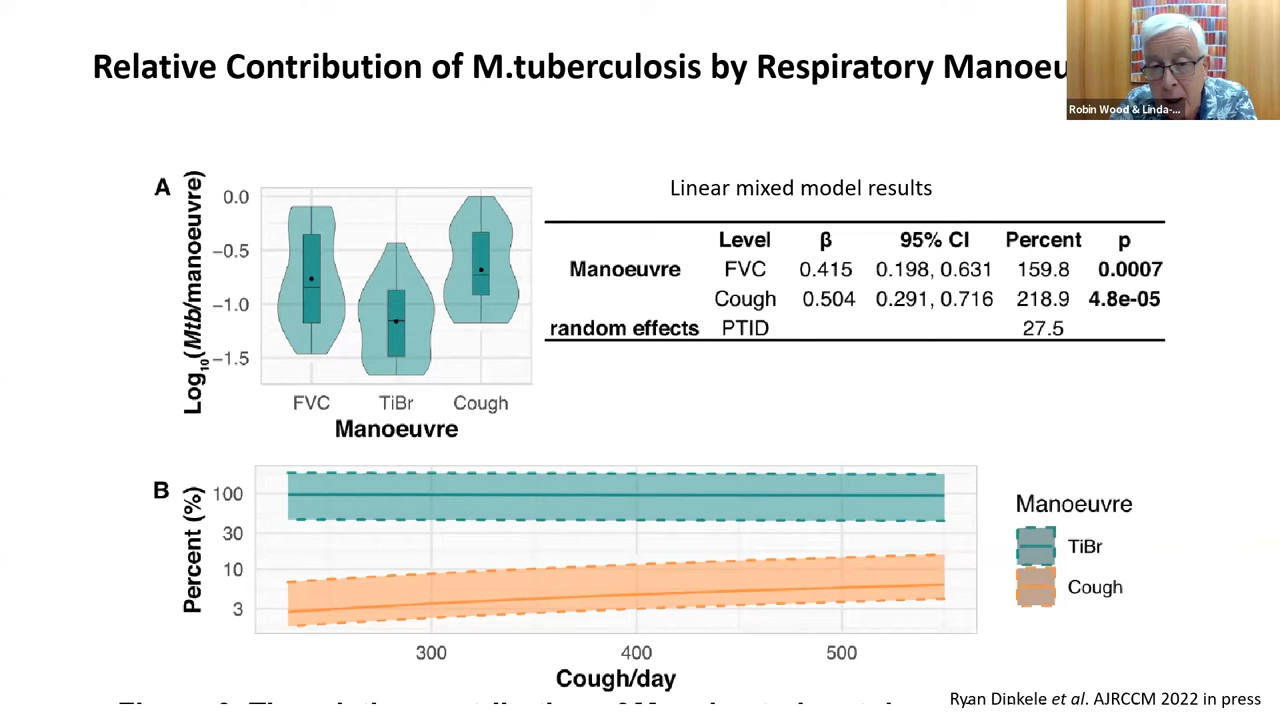 Relative Contribution of M.tuberculosis by Respiratory Manoeu
Robin Wood & Linda-...
A
Log10(Mtb/manoeuvre)
0.0
−0.5
−1.0
−1.5
FVC TiBr Cough
Manoeuvre
Linear mixed model results
Level β 95% CI Percent p
Manoeuvre FVC 0.415 0.198, 0.631 159.8 0.0007
Cough 0.504 0.291, 0.716 218.9 4.8e-05
random effects PTID 27.5
B
Percent (%)
100
30
10
3
300 400 500
Cough/day
Manoeuvre
TiBr
Cough
Ryan Dinkele et al. AJRCCM 2022 in press